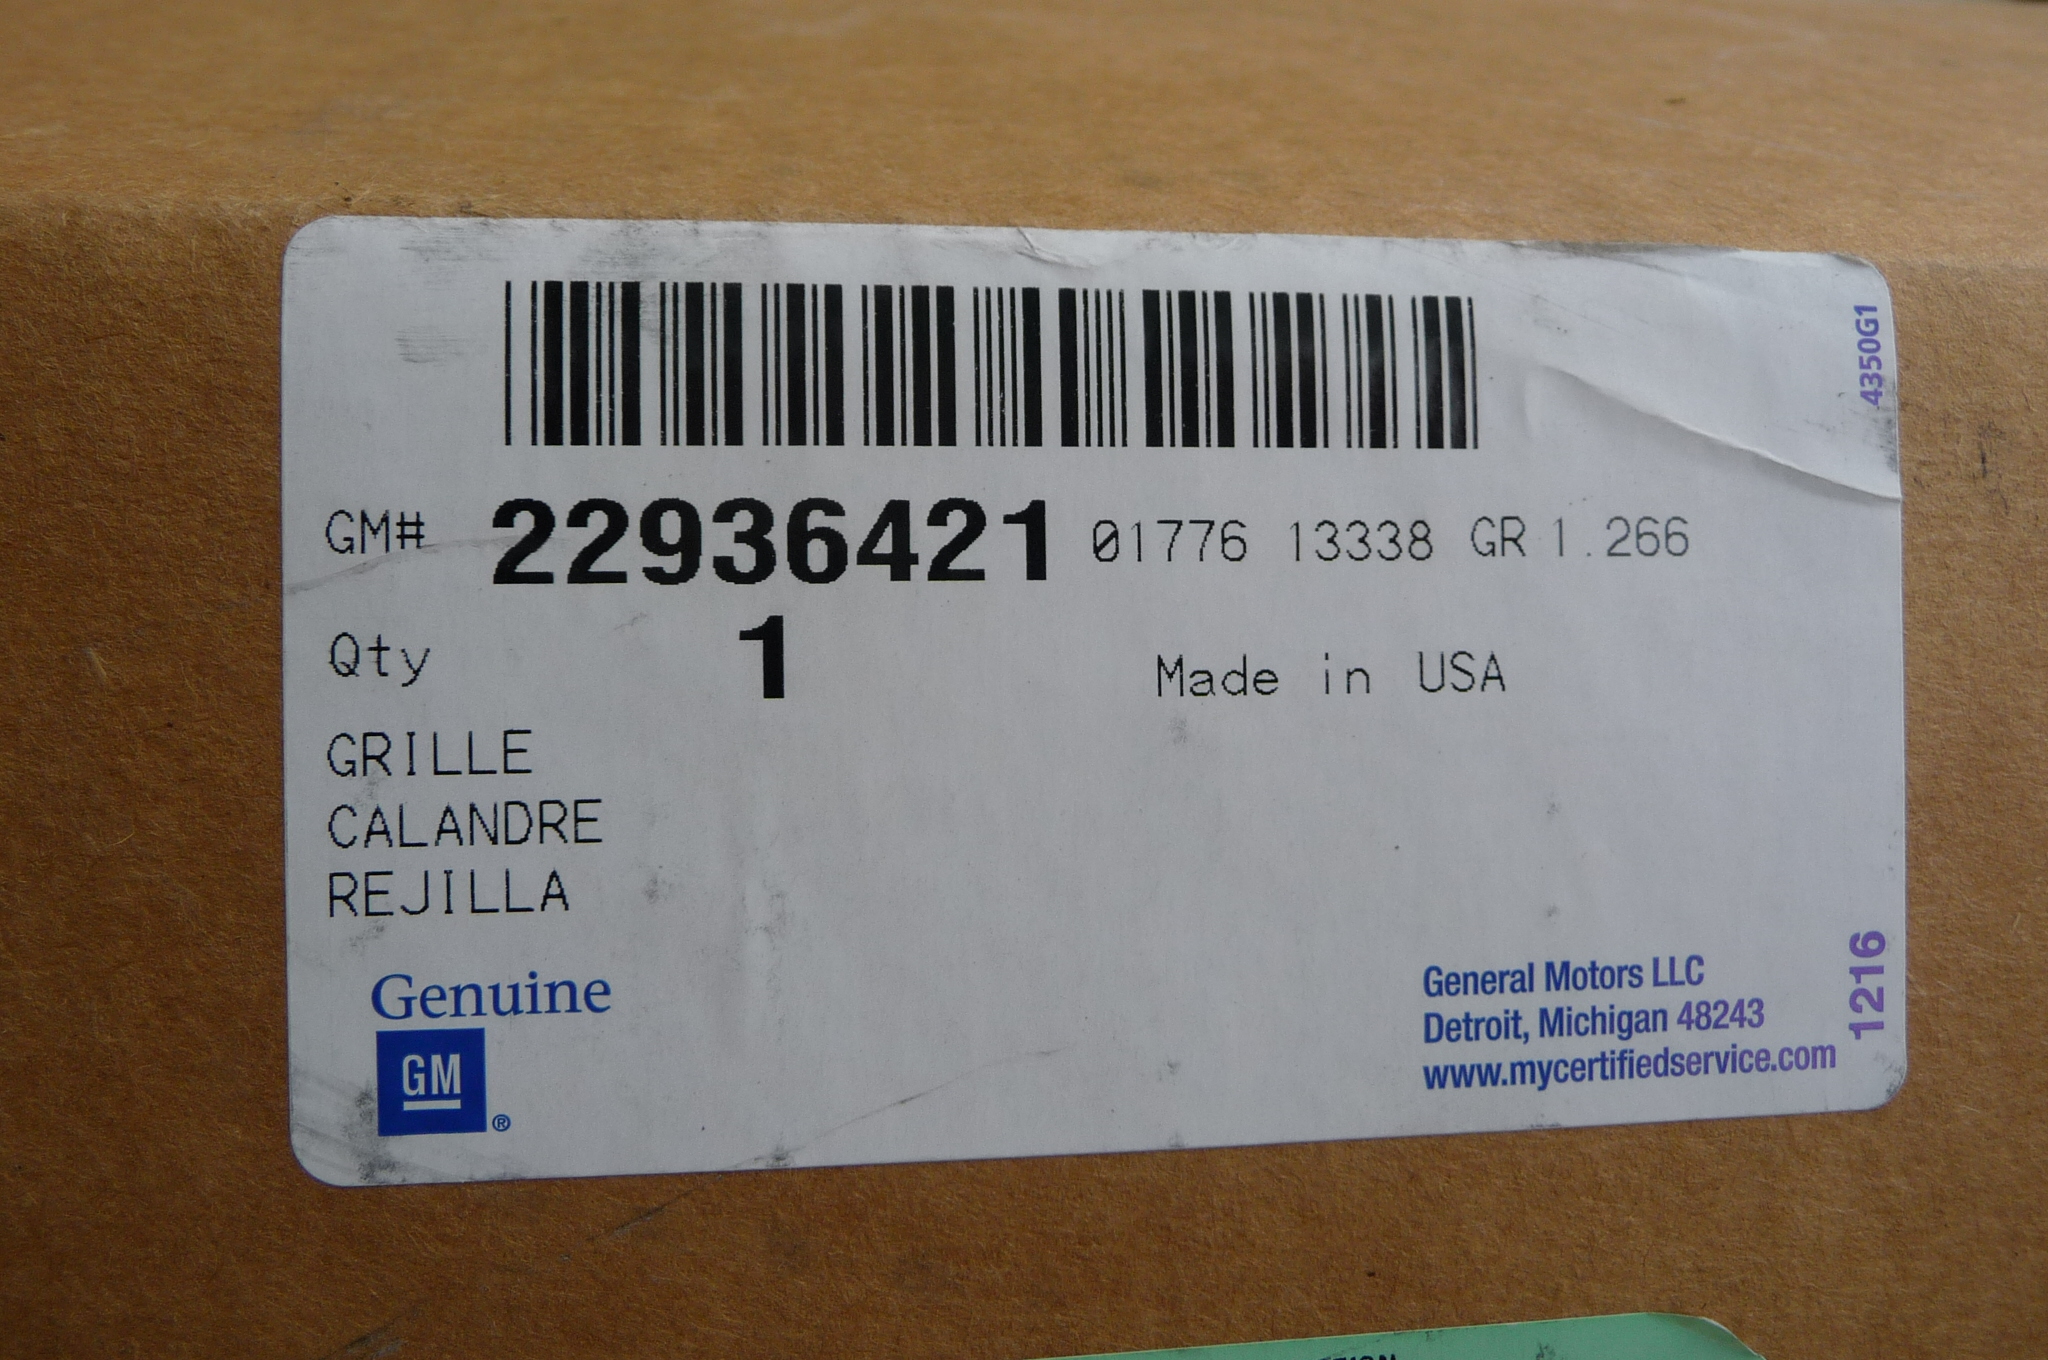 4350G1
GM# 22936421 01776 13338 GR 1.266
Qty 1 Made in USA
GRILLE
CALANDRE
REJILLA
Genuine
GM
®
General Motors LLC
Detroit, Michigan 48243
www.mycertifiedservice.com
1216